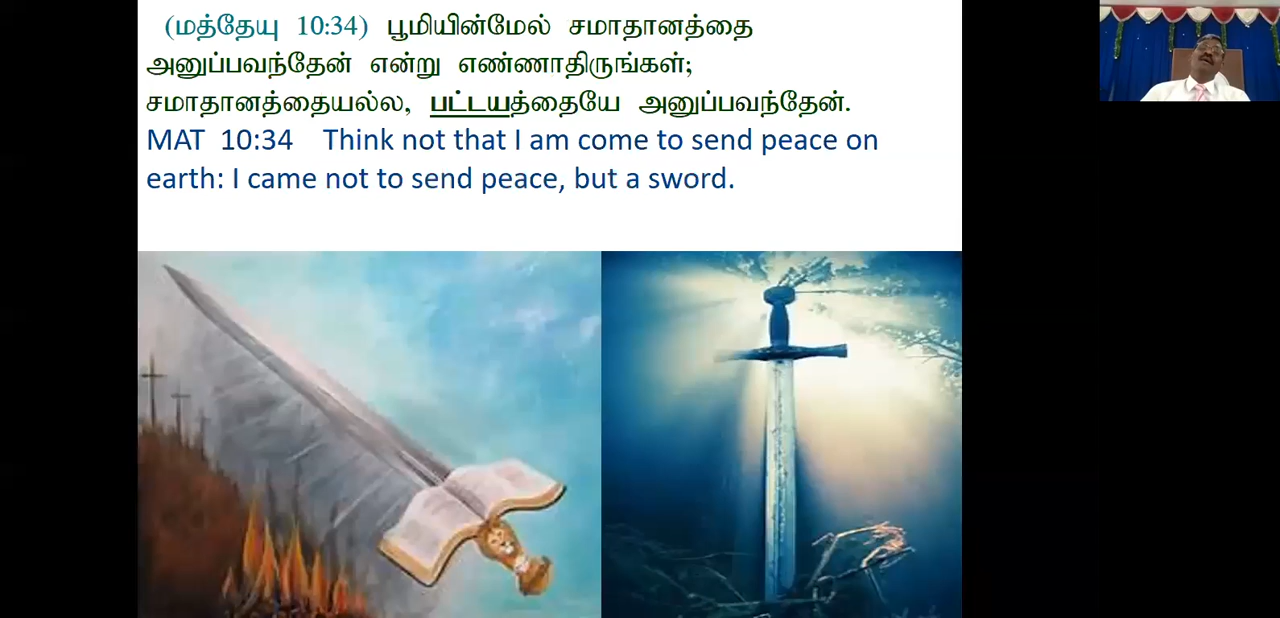 (மத்தேயு 10:34) பூமியின்மேல் சமாதானத்தை
அனுப்பவந்தேன் என்று எண்ணாதிருங்கள்;
சமாதானத்தையல்ல, பட்டயத்தையே அனுப்பவந்தேன்.
MAT 10:34 Think not that I am come to send peace on
earth: I came not to send peace, but a sword.